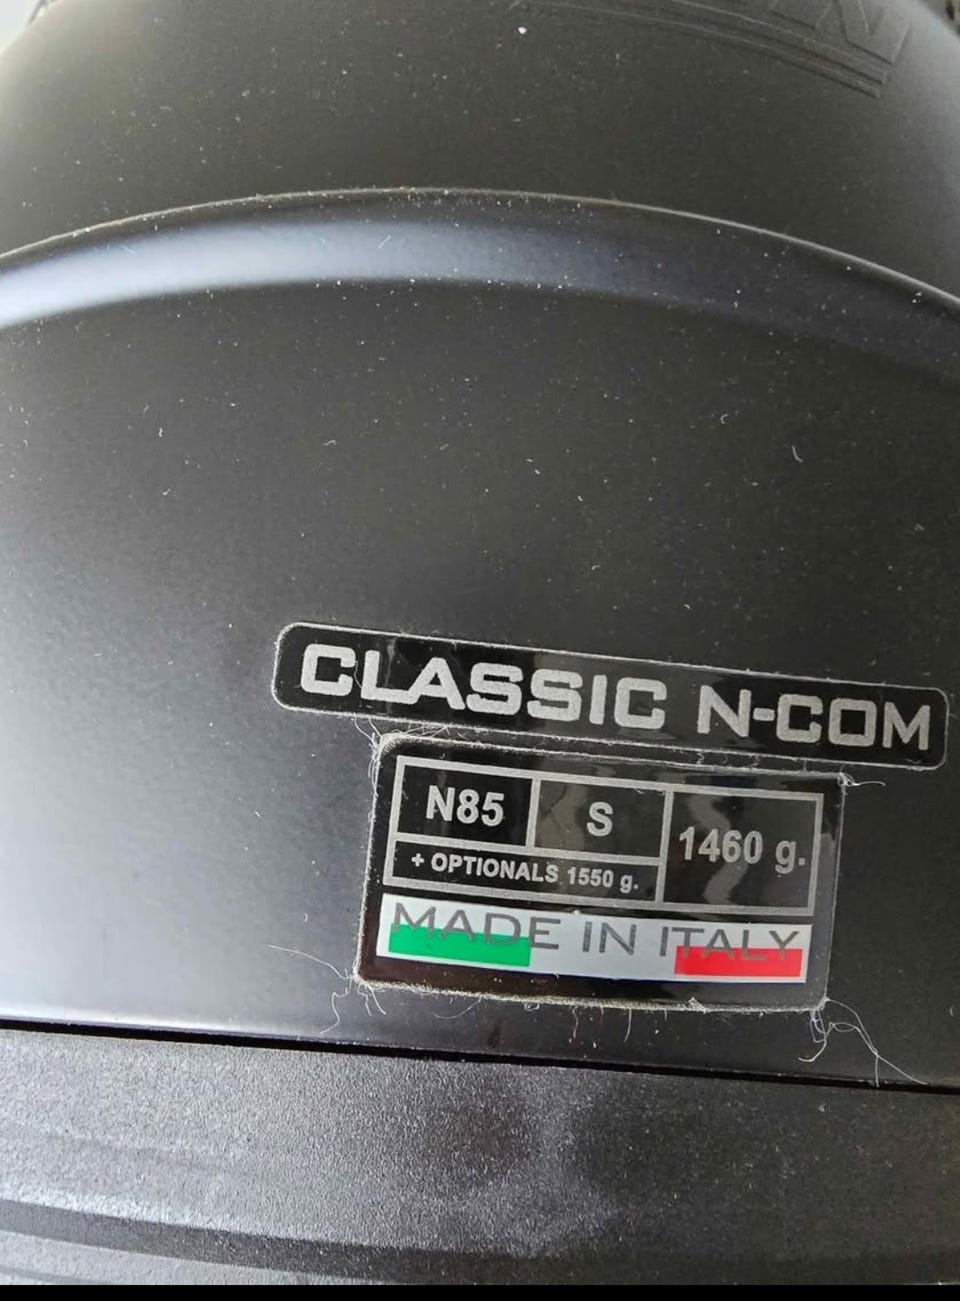 CLASSIC N-COM
N85 S 1460 g.
+ OPTIONALS 1550 g.
MADE IN ITALY